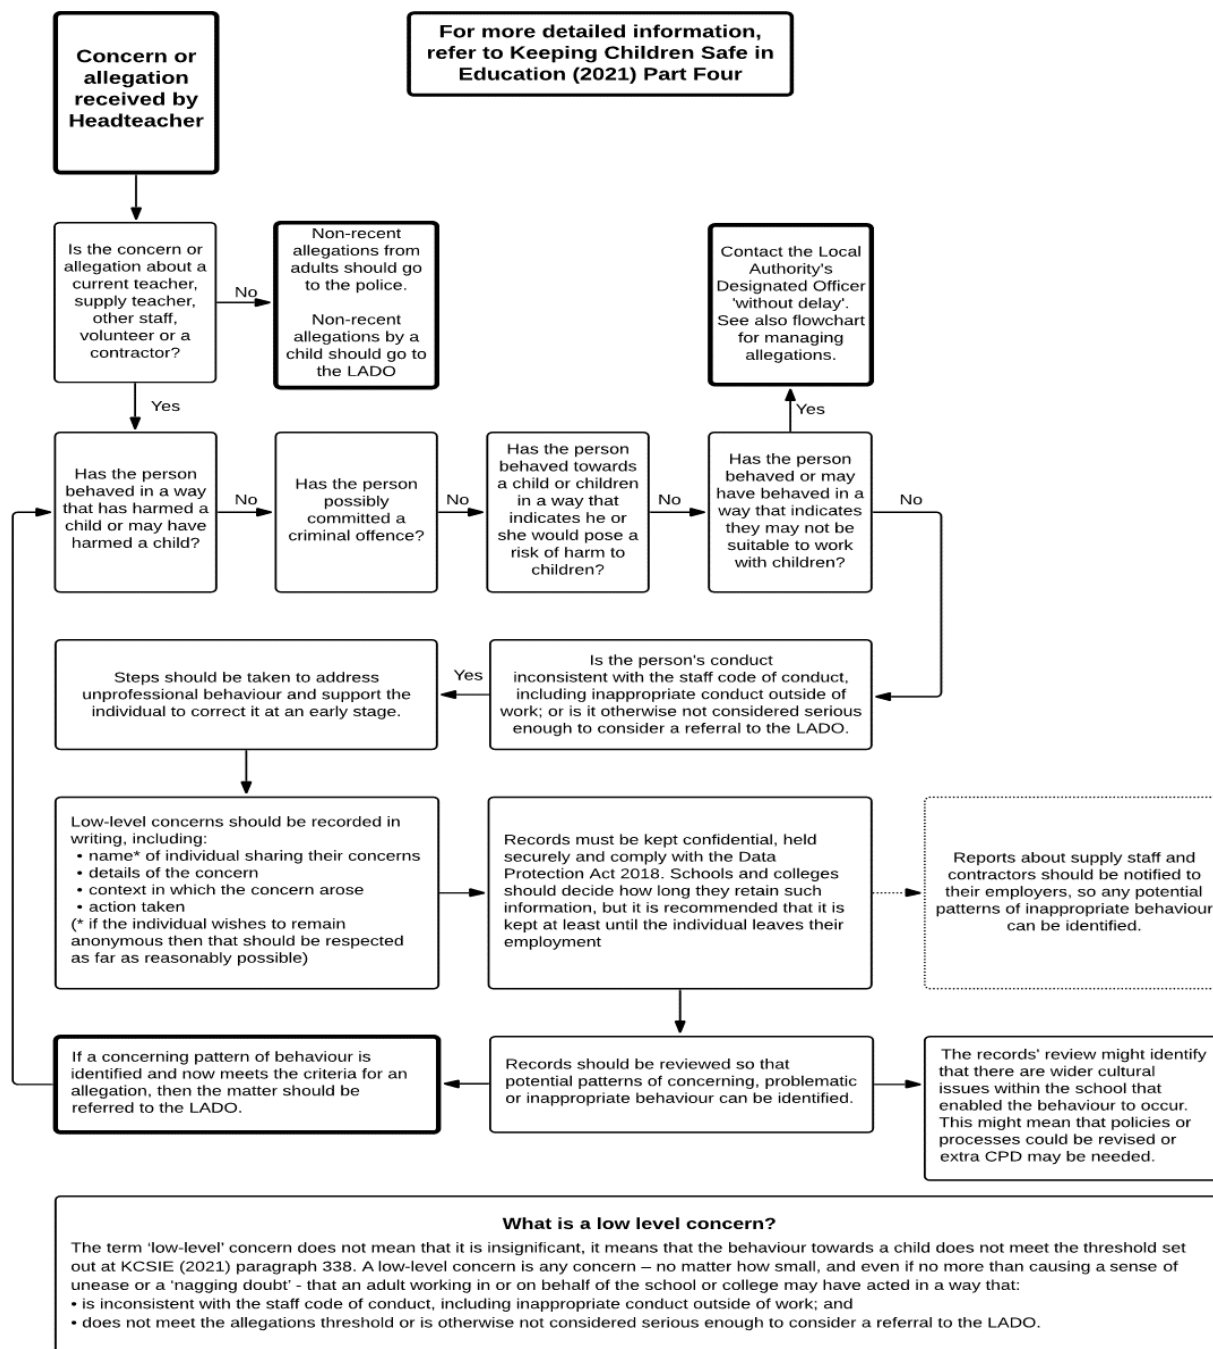 Concern or
allegation
received by
Headteacher
For more detailed information,
refer to Keeping Children Safe in
Education (2021) Part Four
Is the concern or
allegation about a
current teacher,
supply teacher,
other staff,
volunteer or a
contractor?
No
Non-recent
allegations from
adults should go
to the police.
Non-recent
allegations by a
child should go to
the LADO
Contact the Local
Authority's
Designated Officer
'without delay'.
See also flowchart
for managing
allegations.
Yes
Yes
Has the person
behaved in a way
that has harmed a
child or may have
harmed a child?
No
Has the person
possibly
committed a
criminal offence?
No
Has the person
behaved towards
a child or children
in a way that
indicates he or
she would pose a
risk of harm to
children?
No
Has the person
behaved or may
have behaved in a
way that indicates
they may not be
suitable to work
with children?
No
Steps should be taken to address
unprofessional behaviour and support the
individual to correct it at an early stage.
Yes
Is the person's conduct
inconsistent with the staff code of conduct,
including inappropriate conduct outside of
work; or is it otherwise not considered serious
enough to consider a referral to the LADO.
Low-level concerns should be recorded in
writing, including:
• name* of individual sharing their concerns
• details of the concern
• context in which the concern arose
• action taken
(* if the individual wishes to remain
anonymous then that should be respected
as far as reasonably possible)
Records must be kept confidential, held
securely and comply with the Data
Protection Act 2018. Schools and colleges
should decide how long they retain such
information, but it is recommended that it is
kept at least until the individual leaves their
employment
Reports about supply staff and
contractors should be notified to
their employers, so any potential
patterns of inappropriate behaviour
can be identified.
If a concerning pattern of behaviour is
identified and now meets the criteria for an
allegation, then the matter should be
referred to the LADO.
Records should be reviewed so that
potential patterns of concerning, problematic
or inappropriate behaviour can be identified.
The records' review might identify
that there are wider cultural
issues within the school that
enabled the behaviour to occur.
This might mean that policies or
processes could be revised or
extra CPD may be needed.
What is a low level concern?
The term ‘low-level’ concern does not mean that it is insignificant, it means that the behaviour towards a child does not meet the threshold set
out at KCSIE (2021) paragraph 338. A low-level concern is any concern – no matter how small, and even if no more than causing a sense of
unease or a ‘nagging doubt’ - that an adult working in or on behalf of the school or college may have acted in a way that:
• is inconsistent with the staff code of conduct, including inappropriate conduct outside of work; and
• does not meet the allegations threshold or is otherwise not considered serious enough to consider a referral to the LADO.